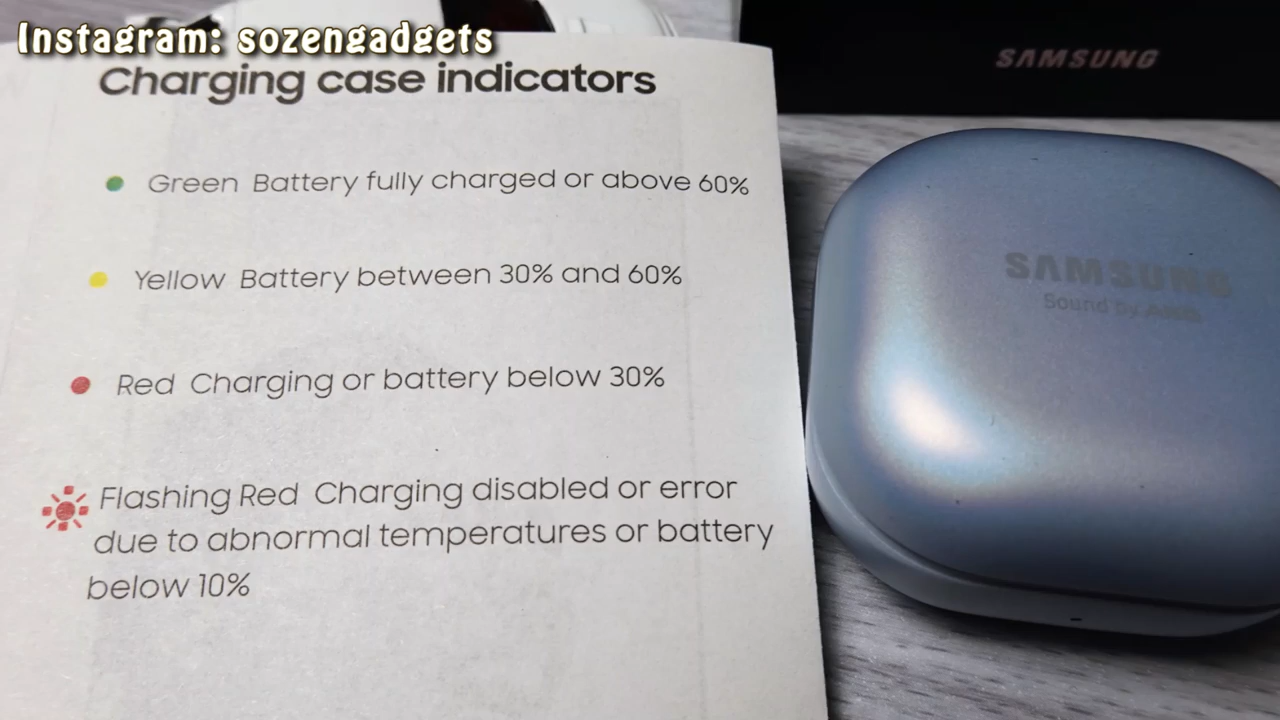 Instagram: sozengadgets
SAMSUNG
Charging case indicators
Green Battery fully charged or above 60%
Yellow Battery between 30% and 60%
Red Charging or battery below 30%
Flashing Red Charging disabled or error
due to abnormal temperatures or battery
below 10%
SAMSUNG
Sound by AKG